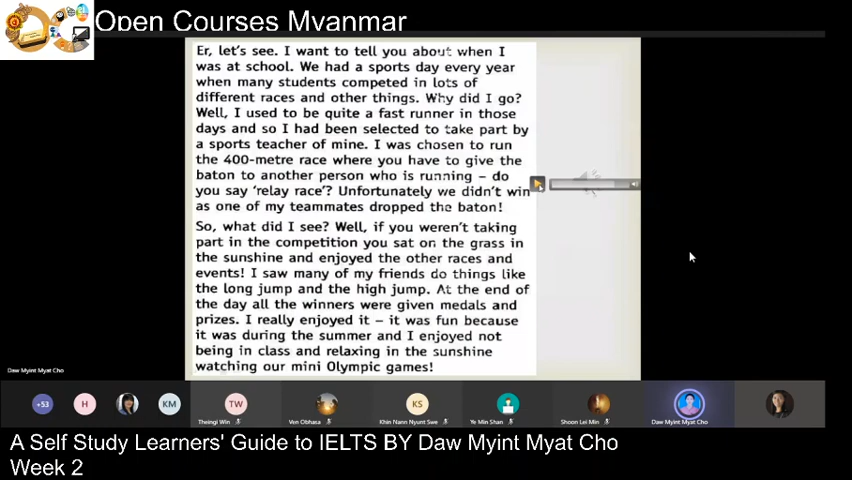 Open Courses Myanmar
Er, let's see. I want to tell you about when I
was at school. We had a sports day every year
when many students competed in lots of
different races and other things. Why did I go?
Well, I used to be quite a fast runner in those
days and so I had been selected to take part by
a sports teacher of mine. I was chosen to run
the 400-metre race where you have to give the
baton to another person who is running – do
you say 'relay race'? Unfortunately we didn't win
as one of my teammates dropped the baton!
So, what did I see? Well, if you weren't taking
part in the competition you sat on the grass in
the sunshine and enjoyed the other races and
events! I saw many of my friends do things like
the long jump and the high jump. At the end of
the day all the winners were given medals and
prizes. I really enjoyed it – it was fun because
it was during the summer and I enjoyed not
being in class and relaxing in the sunshine
watching our mini Olympic games!
Daw Myint Myat Cho
+53
H
KM
TW
KS
Theingi Win
Ven Obhasa
Khin Nann Nyunt Swe
Ye Min Shan
Shoon Lei Min
Daw Myint Myat Cho
A Self Study Learners' Guide to IELTS BY Daw Myint Myat Cho
Week 2